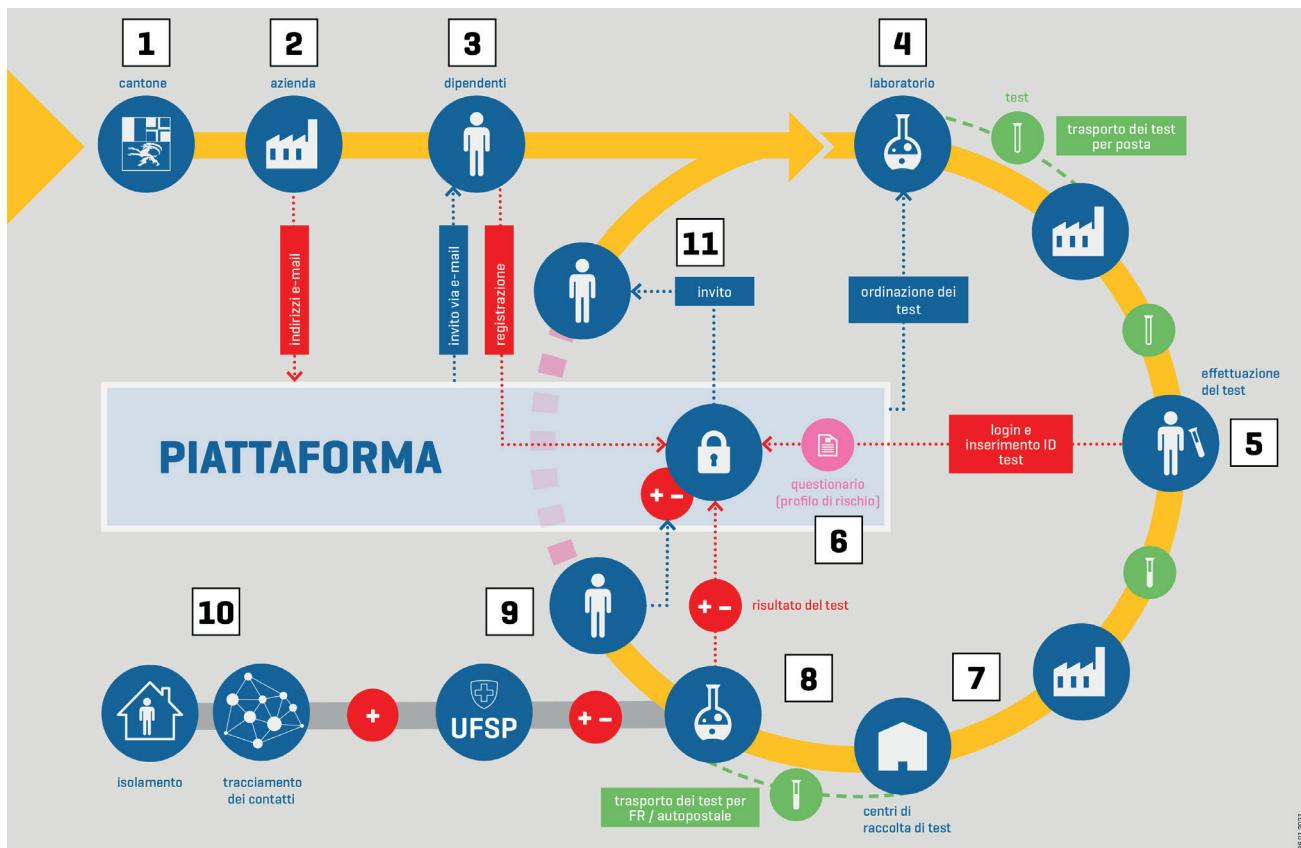 1
2
3
4
cantone
azienda
dipendenti
laboratorio
test
trasporto dei test
per posta
indirizzi e-mail
invito via e-mail
registrazione
11
invito
ordinazione dei
test
effettuazione
del test
5
login e
inserimento ID
test
PIATTAFORMA
+ -
questionario
(profilo di rischio)
6
10
9
+ -
risultato del test
8
7
+
UFSP
+ -
isolamento
tracciamento
dei contatti
trasporto dei test per
FR / autopostale
centri di
raccolta di test
26.01.2021